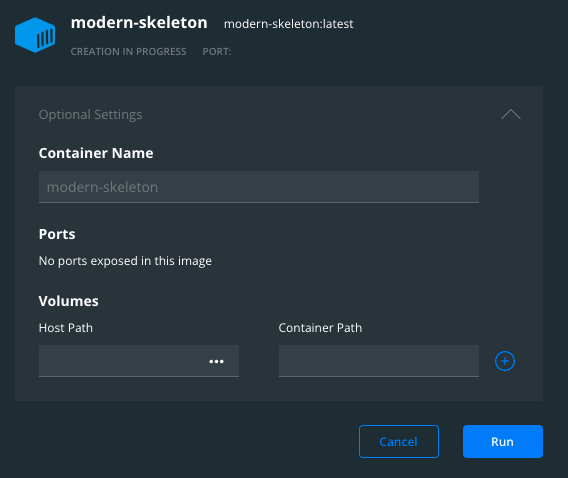 modern-skeleton modern-skeleton:latest
CREATION IN PROGRESS PORT:
Optional Settings
Container Name
modern-skeleton
Ports
No ports exposed in this image
Volumes
Host Path Container Path
Cancel Run